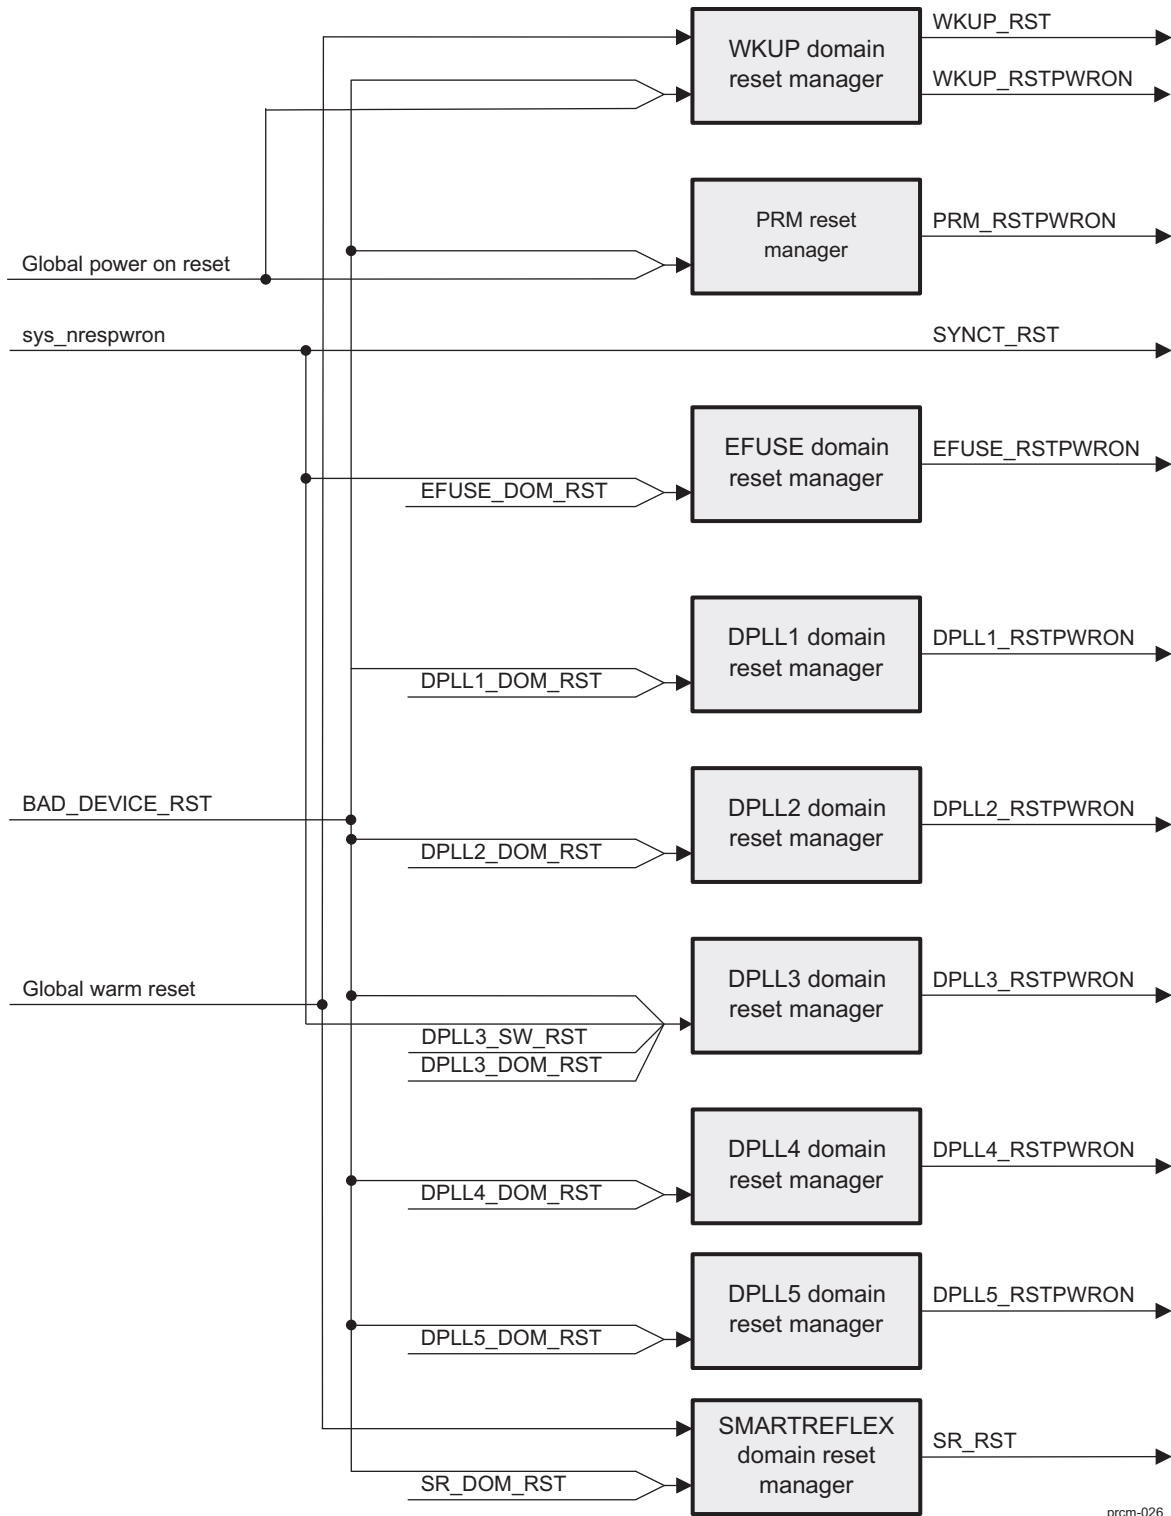 WKUP domain
reset manager
WKUP_RST
WKUP_RSTPWRON
PRM reset
manager
PRM_RSTPWRON
Global power on reset
sys_nrespwron
SYNCT_RST
EFUSE domain
reset manager
EFUSE_RSTPWRON
EFUSE_DOM_RST
DPLL1 domain
reset manager
DPLL1_RSTPWRON
DPLL1_DOM_RST
BAD_DEVICE_RST
DPLL2 domain
reset manager
DPLL2_RSTPWRON
DPLL2_DOM_RST
Global warm reset
DPLL3 domain
reset manager
DPLL3_RSTPWRON
DPLL3_SW_RST
DPLL3_DOM_RST
DPLL4 domain
reset manager
DPLL4_RSTPWRON
DPLL4_DOM_RST
DPLL5 domain
reset manager
DPLL5_RSTPWRON
DPLL5_DOM_RST
SMARTREFLEX
domain reset
manager
SR_RST
SR_DOM_RST
prcm-026